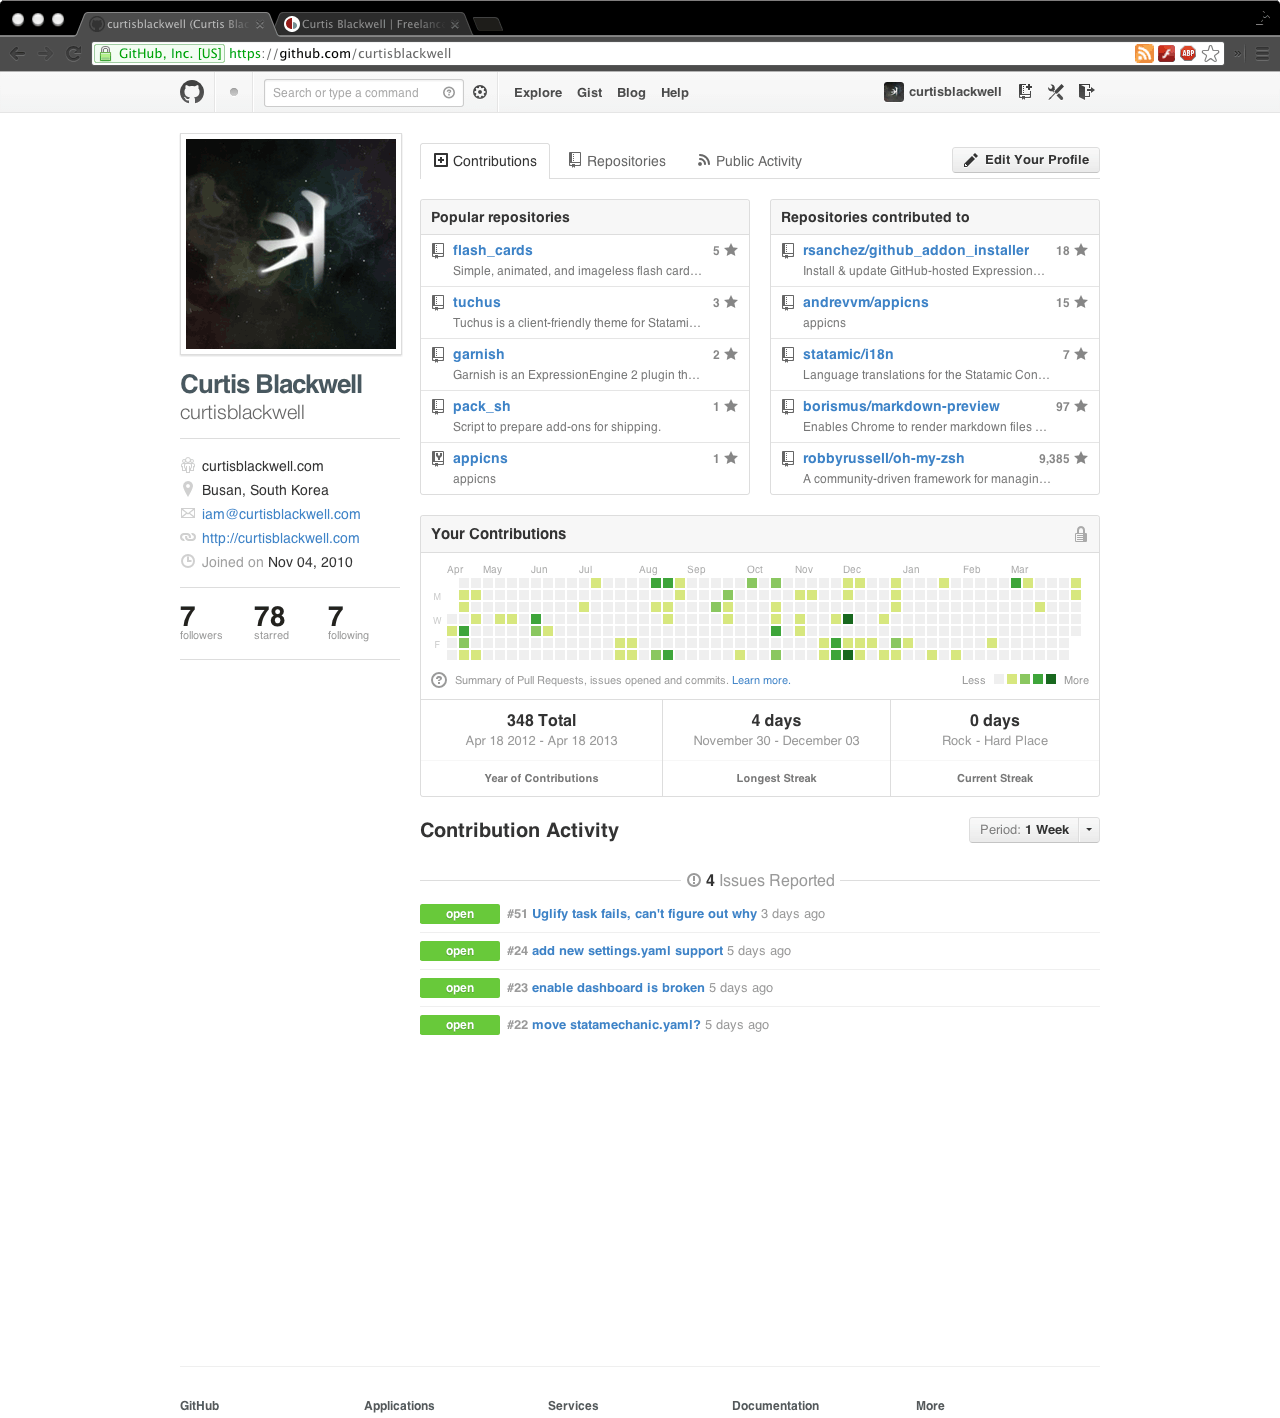 curtisblackwell (Curtis Blac
Curtis Blackwell | Freelanc
GitHub, Inc. [US] https://github.com/curtisblackwell
ABP
Search or type a command
Explore Gist Blog Help
curtisblackwell
Contributions
Repositories
Public Activity
Edit Your Profile
Curtis Blackwell
curtisblackwell
curtisblackwell.com
Busan, South Korea
iam@curtisblackwell.com
http://curtisblackwell.com
Joined on Nov 04, 2010
7 78 7
followers starred following
Popular repositories
flash_cards 5
Simple, animated, and imageless flash card…
tuchus 3
Tuchus is a client-friendly theme for Statami…
garnish 2
Garnish is an ExpressionEngine 2 plugin th…
pack_sh 1
Script to prepare add-ons for shipping.
appicns 1
appicns
Repositories contributed to
rsanchez/github_addon_installer 18
Install & update GitHub-hosted Expression…
andrevvm/appicns 15
appicns
statamic/i18n 7
Language translations for the Statamic Con…
borismus/markdown-preview 97
Enables Chrome to render markdown files …
robbyrussell/oh-my-zsh 9,385
A community-driven framework for managin…
Your Contributions
Apr May Jun Jul Aug Sep Oct Nov Dec Jan Feb Mar
M
W
F
Summary of Pull Requests, issues opened and commits. Learn more.
Less More
348 Total
Apr 18 2012 - Apr 18 2013
Year of Contributions
4 days
November 30 - December 03
Longest Streak
0 days
Rock - Hard Place
Current Streak
Contribution Activity
Period: 1 Week
4 Issues Reported
open #51 Uglify task fails, can't figure out why 3 days ago
open #24 add new settings.yaml support 5 days ago
open #23 enable dashboard is broken 5 days ago
open #22 move statamechanic.yaml? 5 days ago
GitHub Applications Services Documentation More